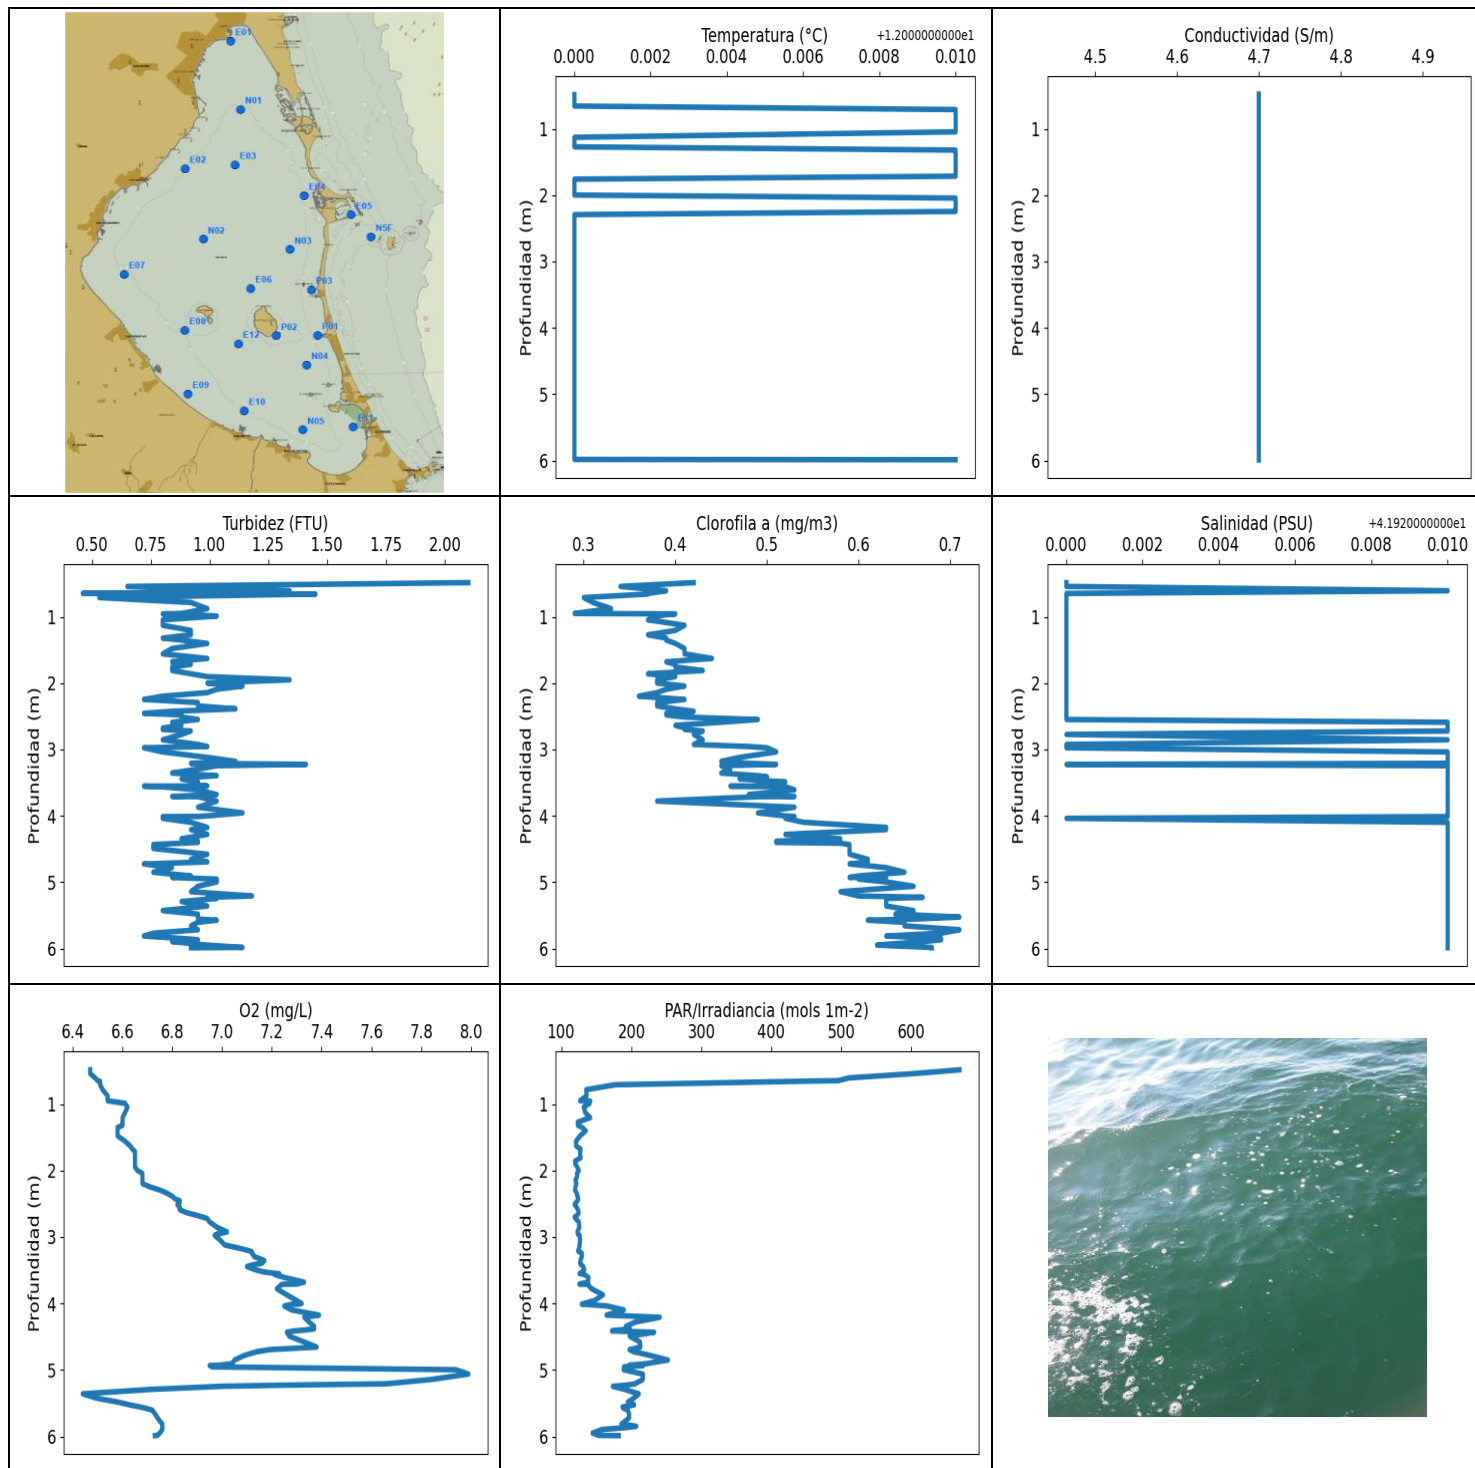 E01
N01
E02
E03
E04
E05
N5F
N02
N03
E07
E06
P03
E08
P02
P01
E12
N04
E09
E10
N05
E11
Temperatura (°C)
+1.2000000000e1
0.000 0.002 0.004 0.006 0.008 0.010
Profundidad (m)
1
2
3
4
5
6
Conductividad (S/m)
4.5 4.6 4.7 4.8 4.9
Profundidad (m)
1
2
3
4
5
6
Turbidez (FTU)
0.50 0.75 1.00 1.25 1.50 1.75 2.00
Profundidad (m)
1
2
3
4
5
6
Clorofila a (mg/m3)
0.3 0.4 0.5 0.6 0.7
Profundidad (m)
1
2
3
4
5
6
Salinidad (PSU)
+4.1920000000e1
0.000 0.002 0.004 0.006 0.008 0.010
Profundidad (m)
1
2
3
4
5
6
O2 (mg/L)
6.4 6.6 6.8 7.0 7.2 7.4 7.6 7.8 8.0
Profundidad (m)
1
2
3
4
5
6
PAR/Irradiancia (mols 1m-2)
100 200 300 400 500 600
Profundidad (m)
1
2
3
4
5
6